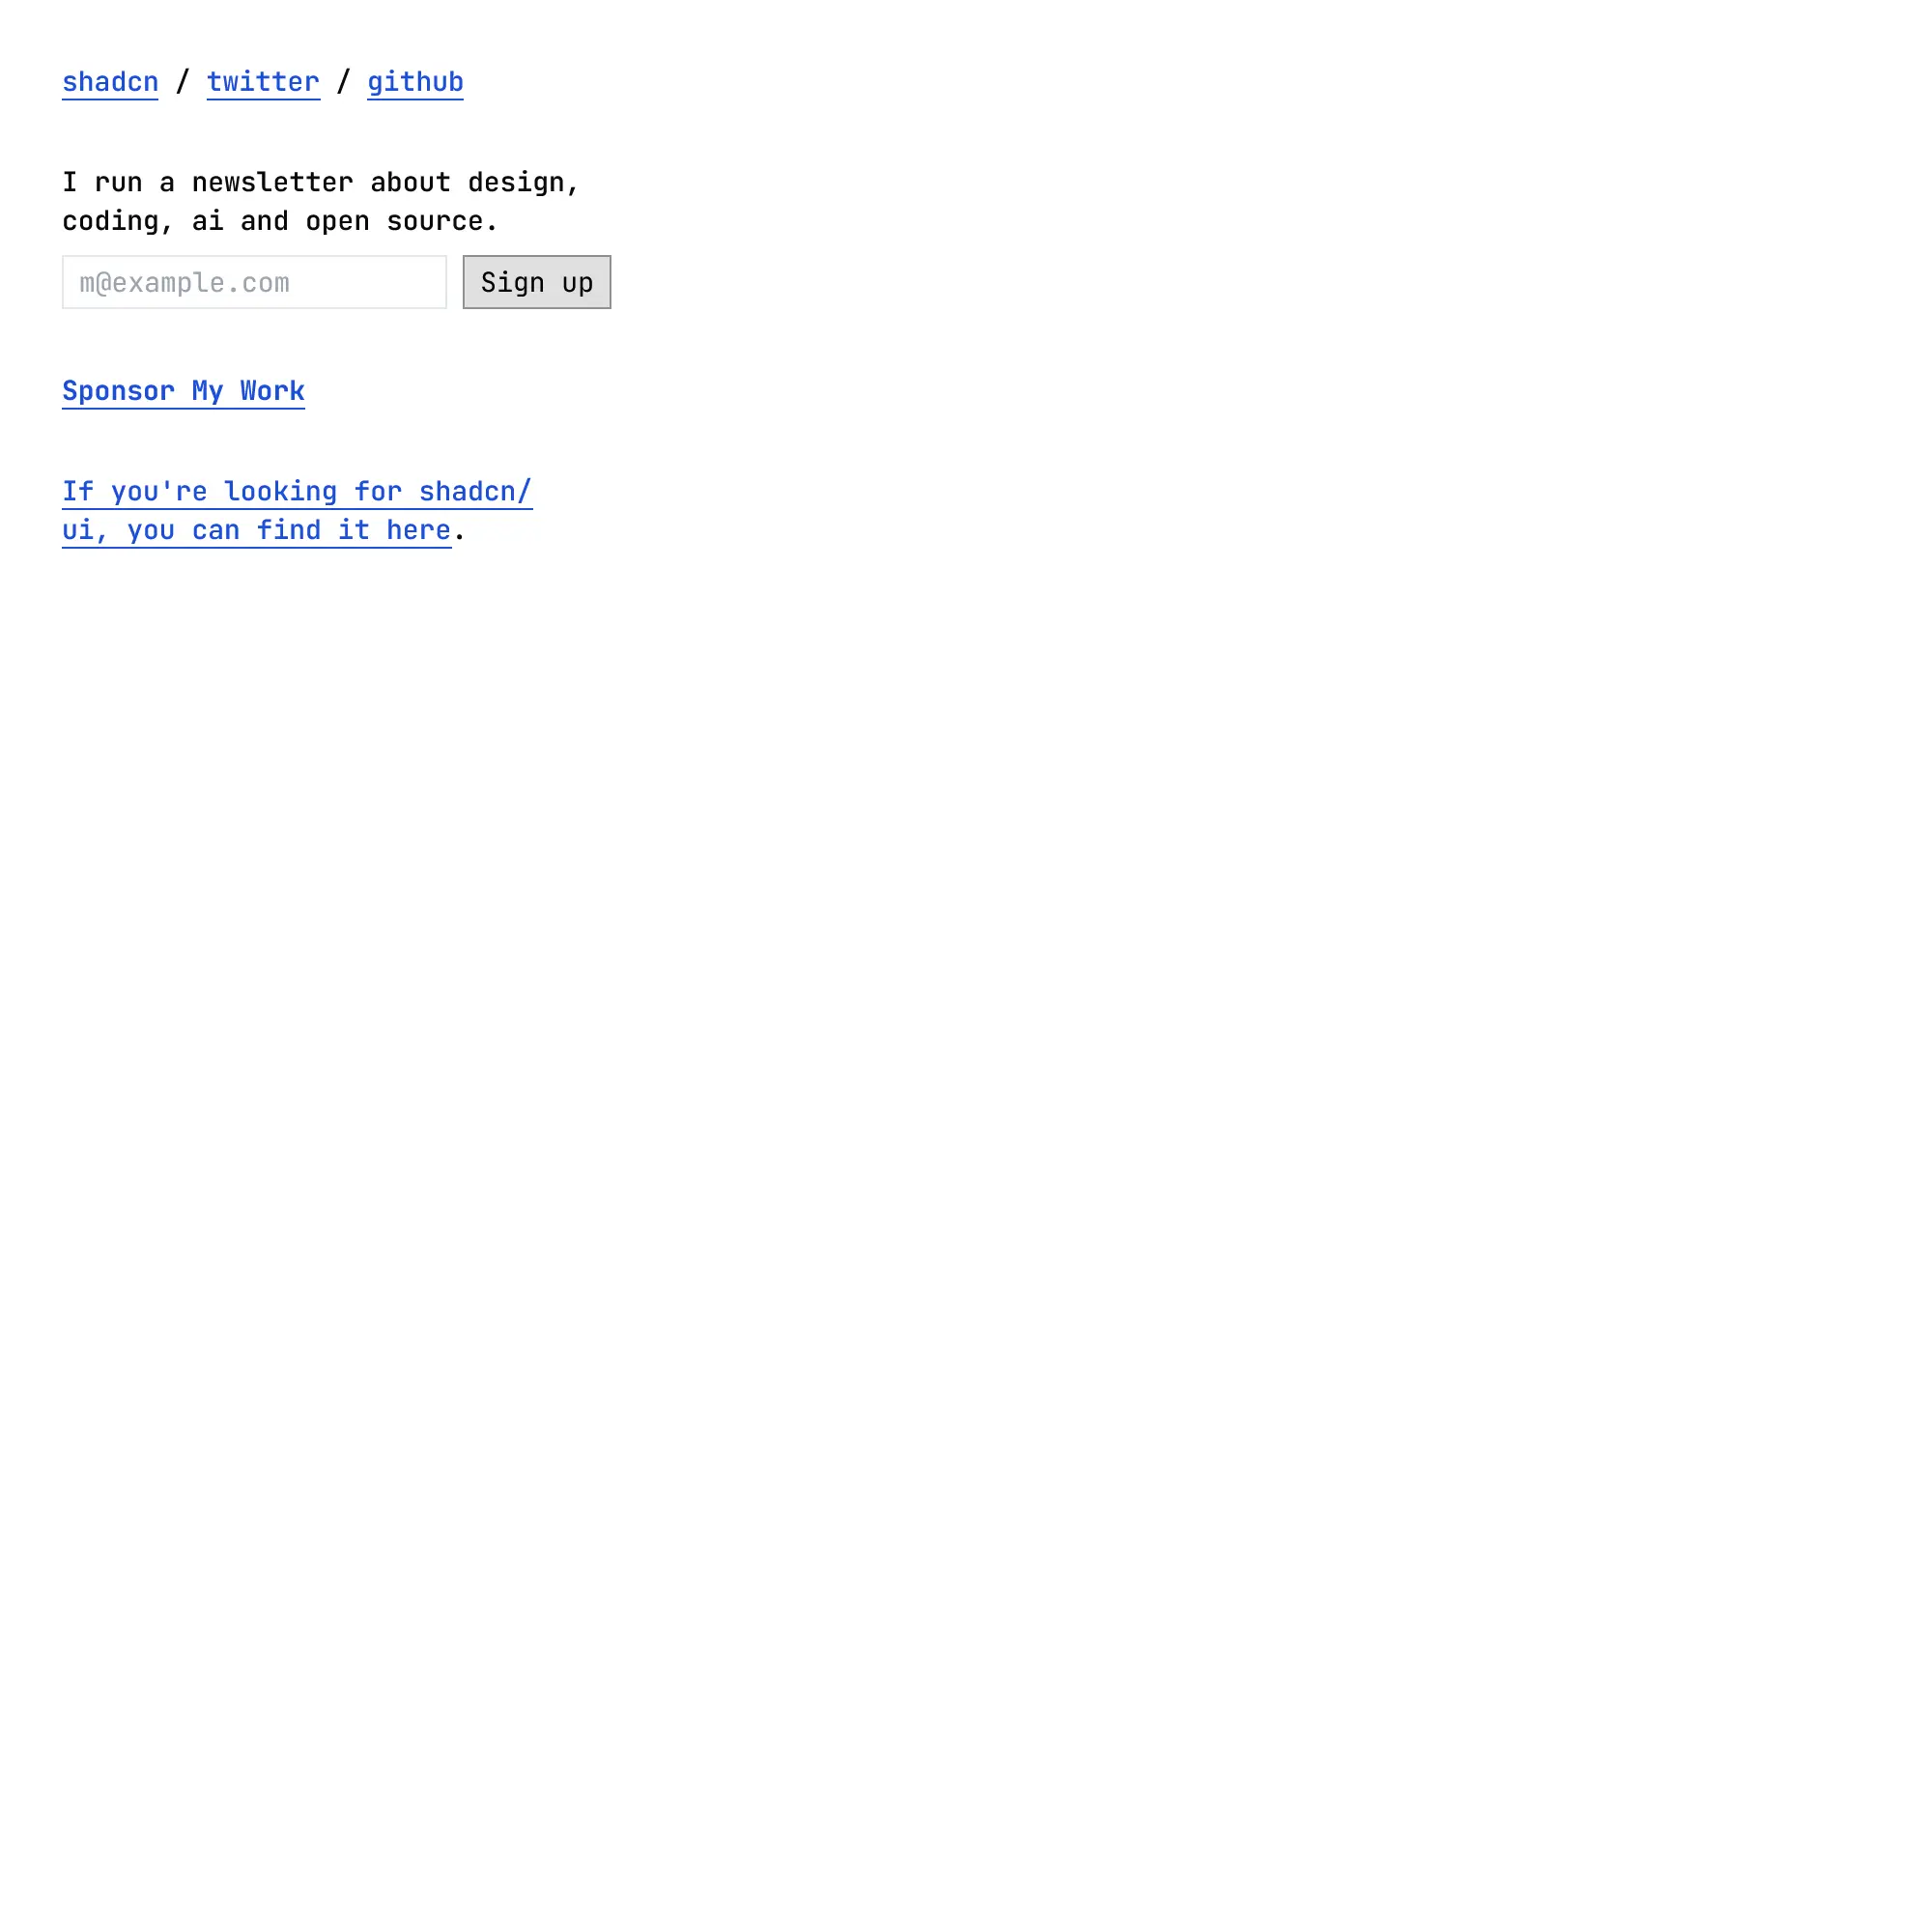 shadcn / twitter / github
I run a newsletter about design,
coding, ai and open source.
m@example.com Sign up
Sponsor My Work
If you're looking for shadcn/
ui, you can find it here.